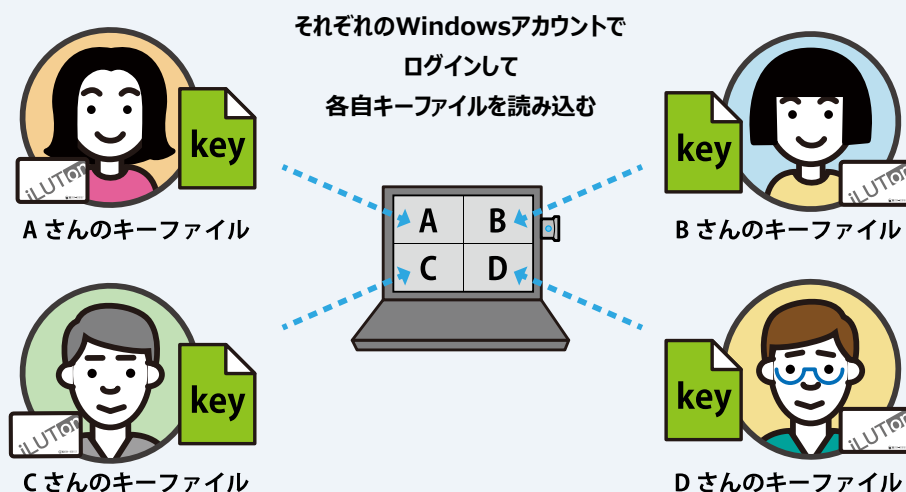 それぞれのWindowsアカウントで
ログインして
各自キーファイルを読み込む
key
iLUTon
A さんのキーファイル
key
iLUTon
B さんのキーファイル
A
B
C
D
key
iLUTon
C さんのキーファイル
key
iLUTon
D さんのキーファイル